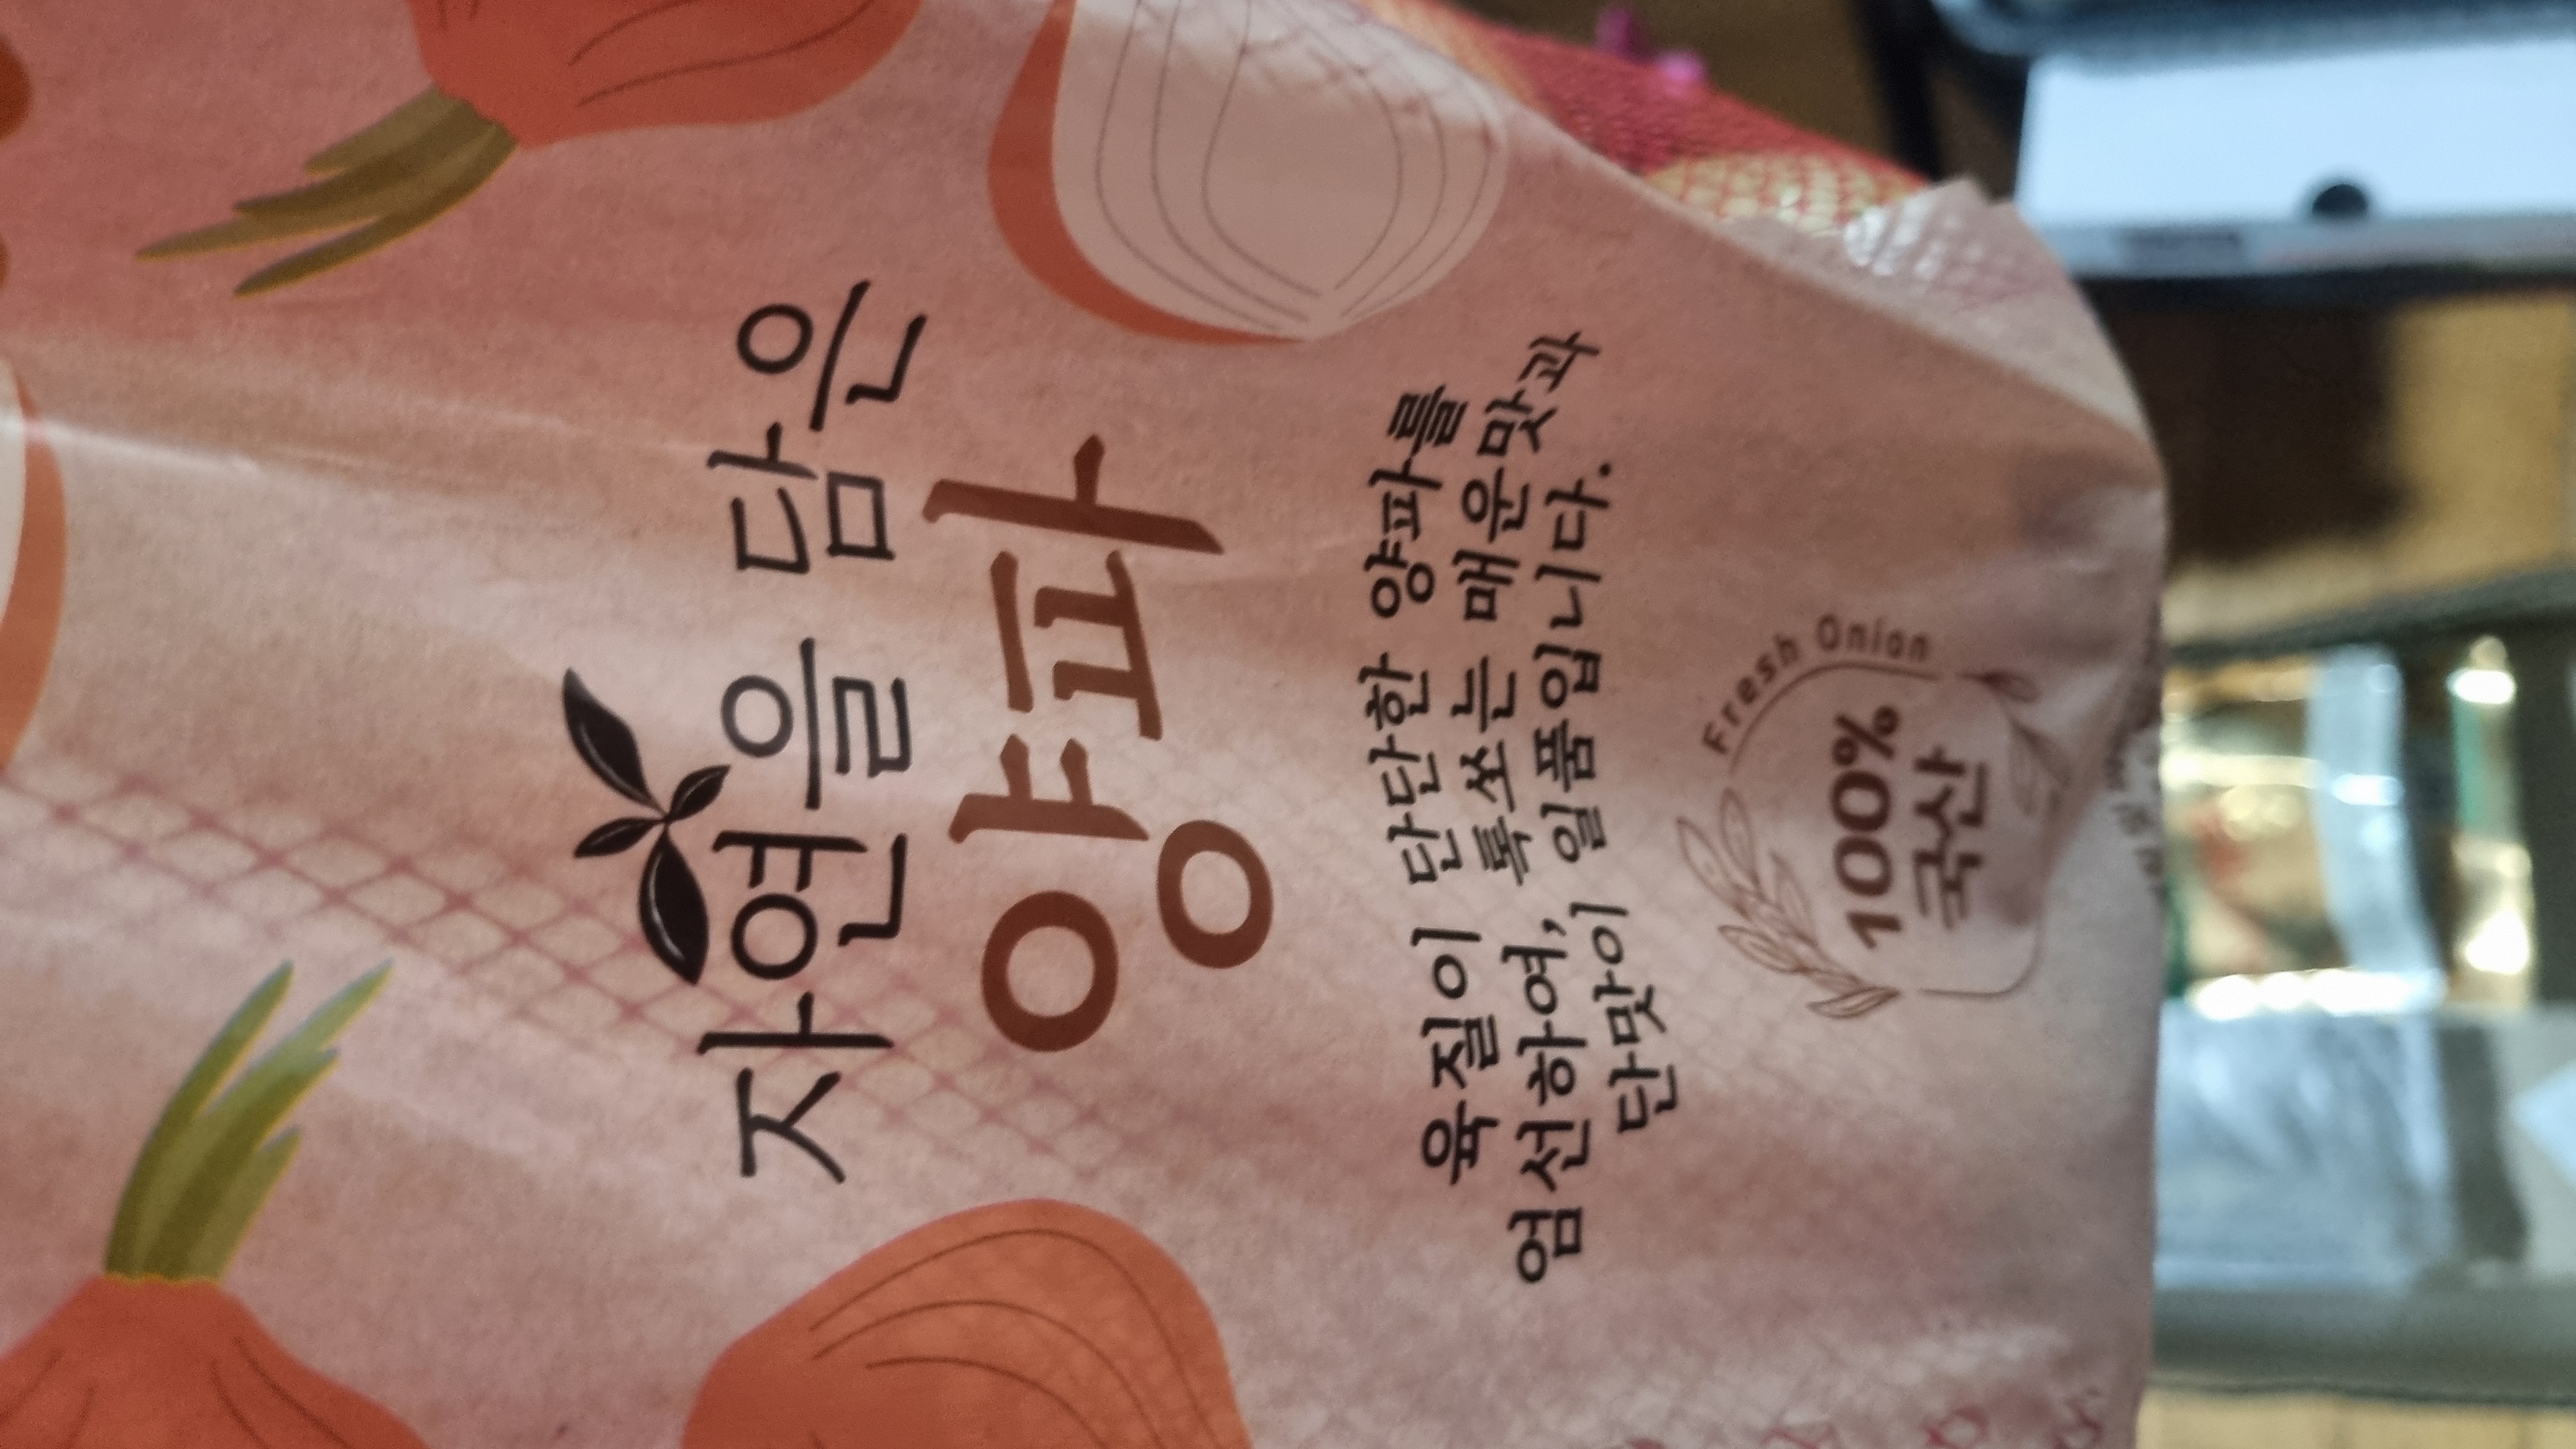 자연을 담은
양파
육질이 단단한 양파를
엄선하여, 톡쏘는 매운맛과
단맛이 일품입니다.
Fresh Onion
100%
국산